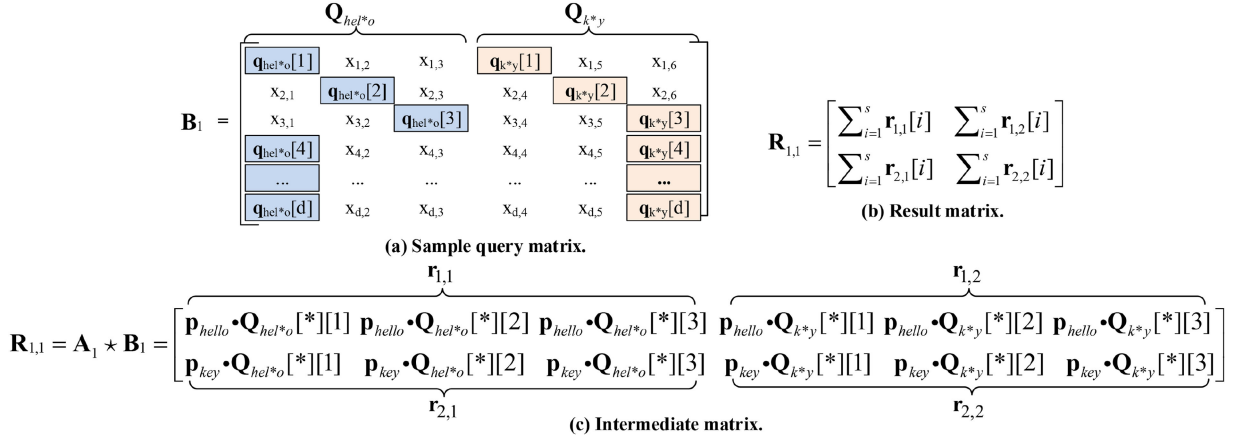 Q_{hel*o} Q_{k*y}
q_{hel*o}[1] x_{1,2} x_{1,3} q_{k*y}[1] x_{1,5} x_{1,6}
x_{2,1} q_{hel*o}[2] x_{2,3} x_{2,4} q_{k*y}[2] x_{2,6}
B_1 = x_{3,1} x_{3,2} q_{hel*o}[3] x_{3,4} x_{3,5} q_{k*y}[3]
q_{hel*o}[4] x_{4,2} x_{4,3} x_{4,4} x_{4,5} q_{k*y}[4]
... ... ... ... ... ...
q_{hel*o}[d] x_{d,2} x_{d,3} x_{d,4} x_{d,5} q_{k*y}[d]
(a) Sample query matrix.
R_{1,1} = [∑_{i=1}^{s} r_{1,1}[i] ∑_{i=1}^{s} r_{1,2}[i]
∑_{i=1}^{s} r_{2,1}[i] ∑_{i=1}^{s} r_{2,2}[i]]
(b) Result matrix.
r_{1,1} r_{1,2}
p_{hello}•Q_{hel*o}[*][1] p_{hello}•Q_{hel*o}[*][2] p_{hello}•Q_{hel*o}[*][3] p_{hello}•Q_{k*y}[*][1] p_{hello}•Q_{k*y}[*][2] p_{hello}•Q_{k*y}[*][3]
R_{1,1} = A_1 ⋆ B_1 =
p_{key}•Q_{hel*o}[*][1] p_{key}•Q_{hel*o}[*][2] p_{key}•Q_{hel*o}[*][3] p_{key}•Q_{k*y}[*][1] p_{key}•Q_{k*y}[*][2] p_{key}•Q_{k*y}[*][3]
r_{2,1} r_{2,2}
(c) Intermediate matrix.